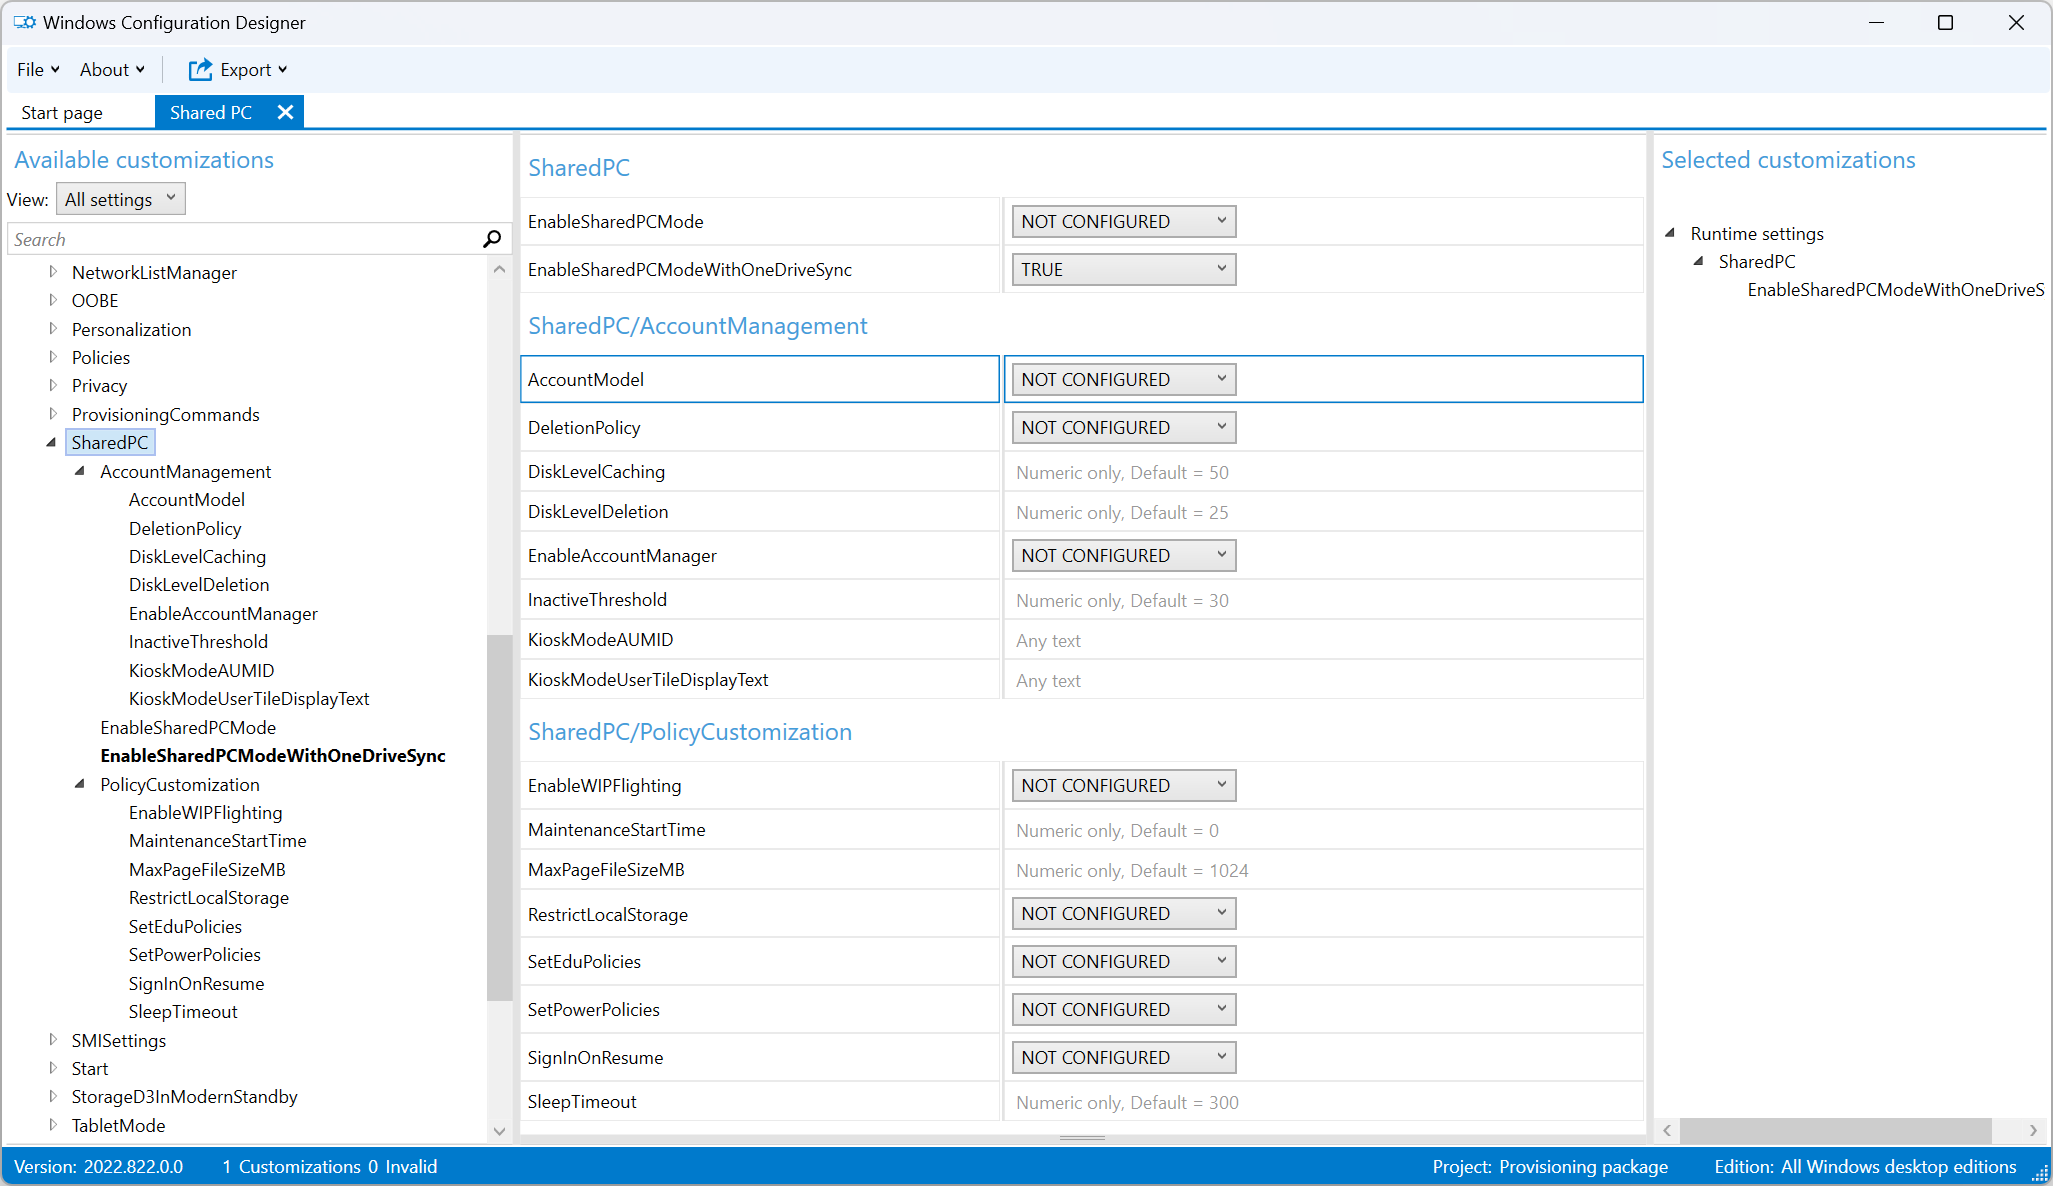 Windows Configuration Designer
File About Export
Start page Shared PC
Available customizations
View: All settings
Search
NetworkListManager
OOBE
Personalization
Policies
Privacy
ProvisioningCommands
SharedPC
AccountManagement
AccountModel
DeletionPolicy
DiskLevelCaching
DiskLevelDeletion
EnableAccountManager
InactiveThreshold
KioskModeAUMID
KioskModeUserTileDisplayText
EnableSharedPCMode
EnableSharedPCModeWithOneDriveSync
PolicyCustomization
EnableWIPFlighting
MaintenanceStartTime
MaxPageFileSizeMB
RestrictLocalStorage
SetEduPolicies
SetPowerPolicies
SignInOnResume
SleepTimeout
SMISettings
Start
StorageD3InModernStandby
TabletMode
SharedPC
EnableSharedPCMode NOT CONFIGURED
EnableSharedPCModeWithOneDriveSync TRUE
SharedPC/AccountManagement
AccountModel NOT CONFIGURED
DeletionPolicy NOT CONFIGURED
DiskLevelCaching Numeric only, Default = 50
DiskLevelDeletion Numeric only, Default = 25
EnableAccountManager NOT CONFIGURED
InactiveThreshold Numeric only, Default = 30
KioskModeAUMID Any text
KioskModeUserTileDisplayText Any text
SharedPC/PolicyCustomization
EnableWIPFlighting NOT CONFIGURED
MaintenanceStartTime Numeric only, Default = 0
MaxPageFileSizeMB Numeric only, Default = 1024
RestrictLocalStorage NOT CONFIGURED
SetEduPolicies NOT CONFIGURED
SetPowerPolicies NOT CONFIGURED
SignInOnResume NOT CONFIGURED
SleepTimeout Numeric only, Default = 300
Selected customizations
Runtime settings
SharedPC
EnableSharedPCModeWithOneDriveS
Version: 2022.822.0.0 1 Customizations 0 Invalid Project: Provisioning package Edition: All Windows desktop editions